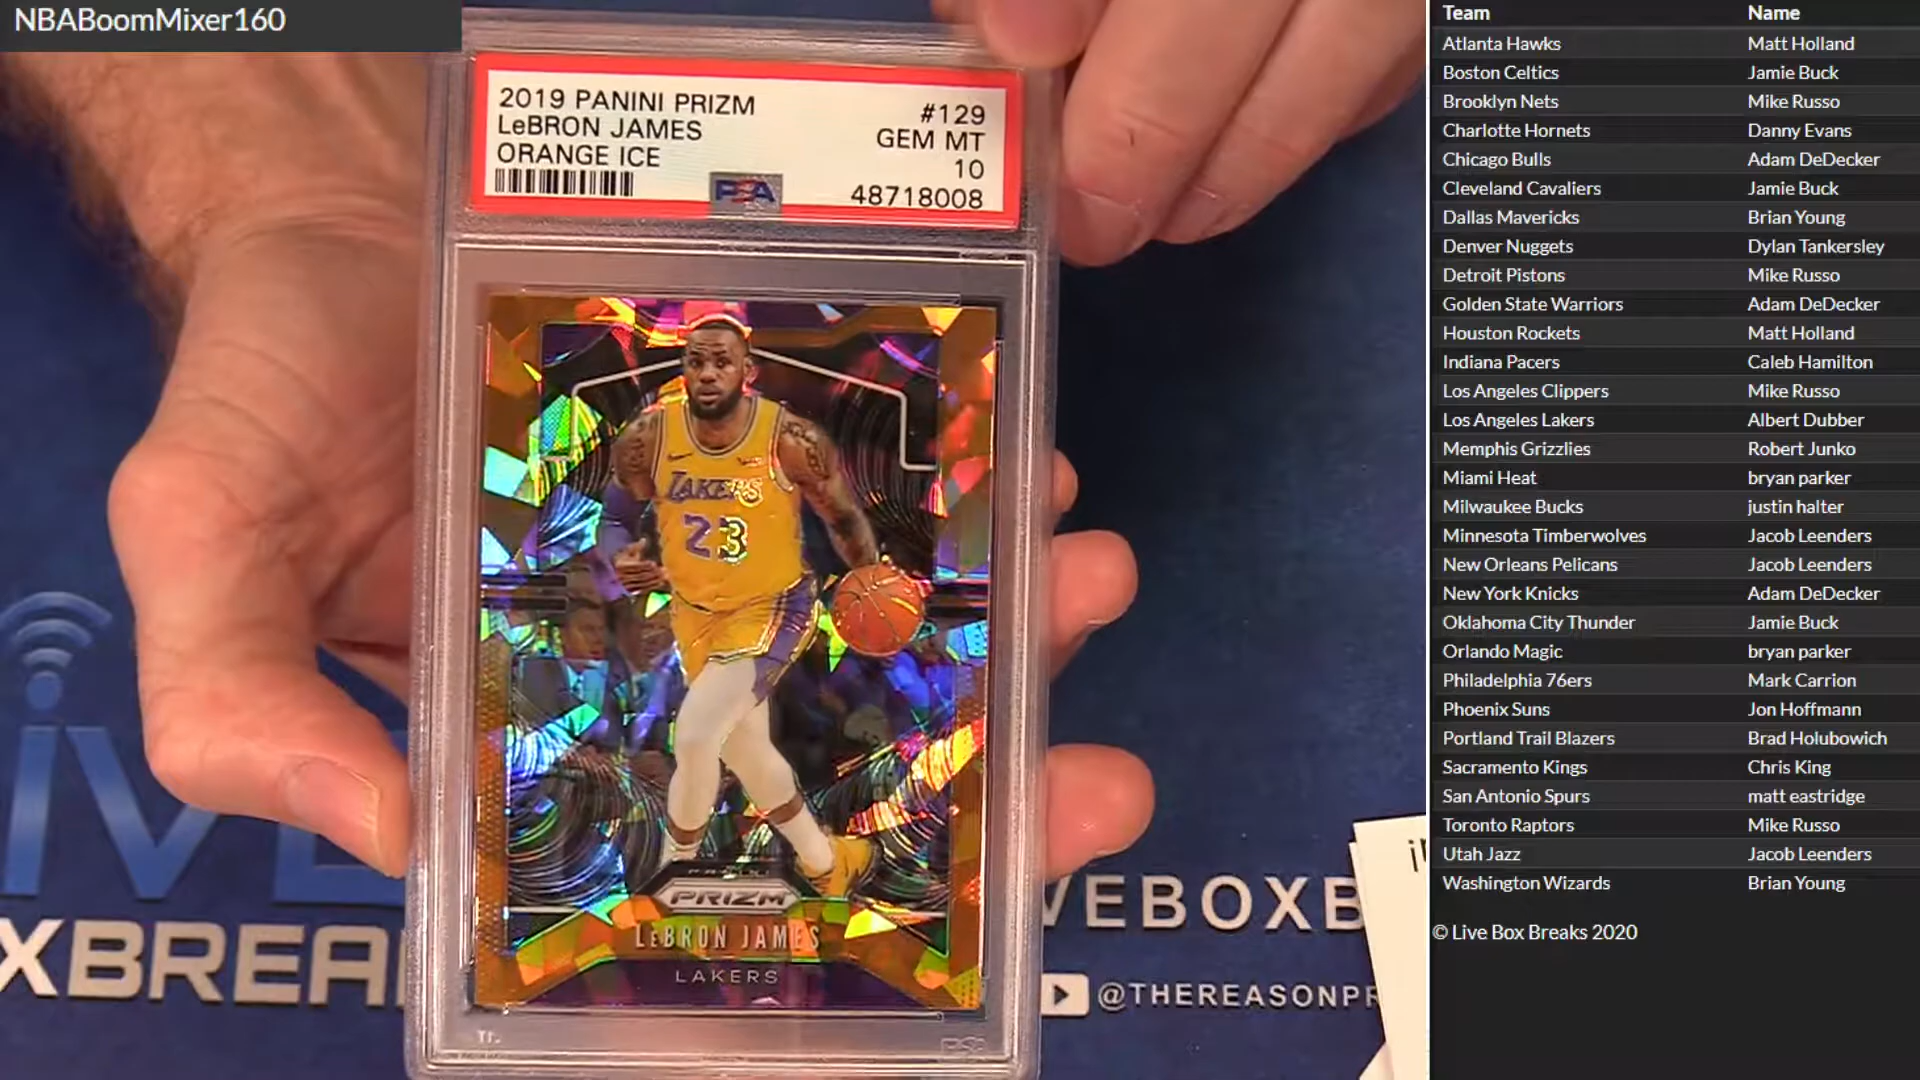 NBABoomMixer160
2019 PANINI PRIZM
LeBRON JAMES
ORANGE ICE
#129
GEM MT
10
48718008
PSA
LAKERS
23
PANINI
PRIZM
LeBRON JAMES
LAKERS
LIVE
XBREA
VEBOXB
@THEREASONPR
Team Name
Atlanta Hawks Matt Holland
Boston Celtics Jamie Buck
Brooklyn Nets Mike Russo
Charlotte Hornets Danny Evans
Chicago Bulls Adam DeDecker
Cleveland Cavaliers Jamie Buck
Dallas Mavericks Brian Young
Denver Nuggets Dylan Tankersley
Detroit Pistons Mike Russo
Golden State Warriors Adam DeDecker
Houston Rockets Matt Holland
Indiana Pacers Caleb Hamilton
Los Angeles Clippers Mike Russo
Los Angeles Lakers Albert Dubber
Memphis Grizzlies Robert Junko
Miami Heat bryan parker
Milwaukee Bucks justin halter
Minnesota Timberwolves Jacob Leenders
New Orleans Pelicans Jacob Leenders
New York Knicks Adam DeDecker
Oklahoma City Thunder Jamie Buck
Orlando Magic bryan parker
Philadelphia 76ers Mark Carrion
Phoenix Suns Jon Hoffmann
Portland Trail Blazers Brad Holubowich
Sacramento Kings Chris King
San Antonio Spurs matt eastridge
Toronto Raptors Mike Russo
Utah Jazz Jacob Leenders
Washington Wizards Brian Young
© Live Box Breaks 2020